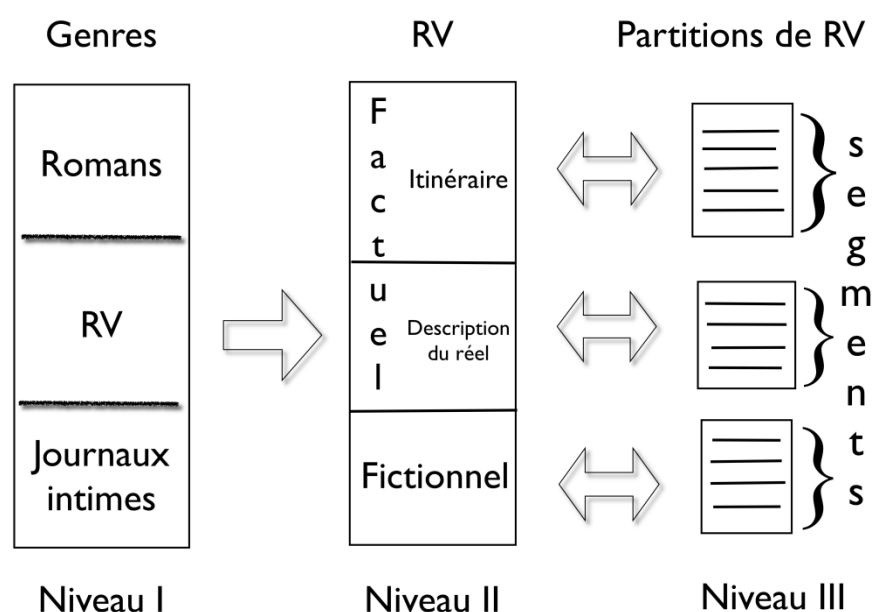 Genres
RV
Partitions de RV
Romans
RV
Journaux
intimes
Factuel
Itinéraire
Description
du réel
Fictionnel
segments
Niveau I
Niveau II
Niveau III